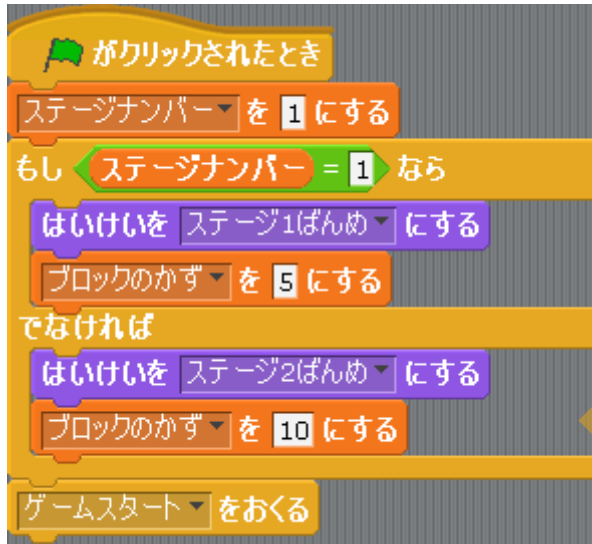 がクリックされたとき
ステージナンバー を 1 にする
もし ステージナンバー = 1 なら
はいけいを ステージ1ばんめ にする
ブロックのかず を 5 にする
でなければ
はいけいを ステージ2ばんめ にする
ブロックのかず を 10 にする
ゲームスタート をおくる